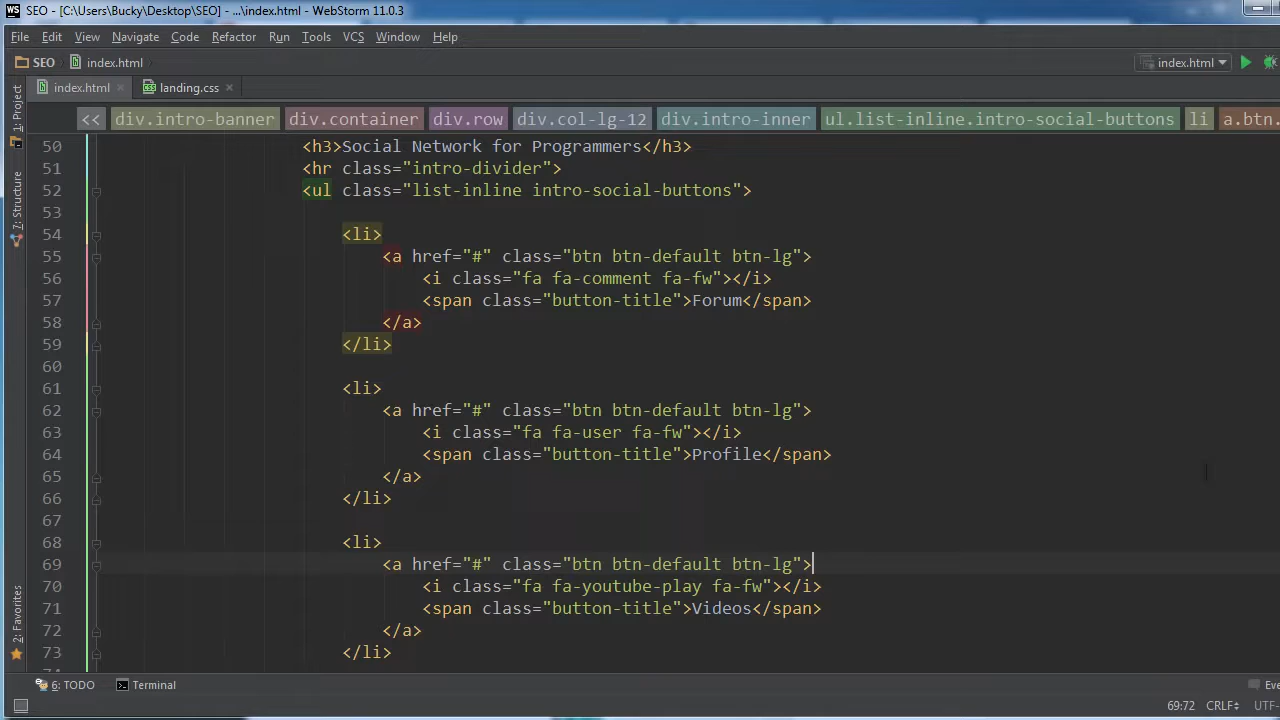 SEO - [C:\Users\Bucky\Desktop\SEO] - ...\index.html - WebStorm 11.0.3
File Edit View Navigate Code Refactor Run Tools VCS Window Help
SEO index.html index.html
index.html landing.css
<< div.intro-banner div.container div.row div.col-lg-12 div.intro-inner ul.list-inline.intro-social-buttons li a.btn.
1: Project
7: Structure
2: Favorites
50 <h3>Social Network for Programmers</h3>
51 <hr class="intro-divider">
52 <ul class="list-inline intro-social-buttons">
53
54 <li>
55 <a href="#" class="btn btn-default btn-lg">
56 <i class="fa fa-comment fa-fw"></i>
57 <span class="button-title">Forum</span>
58 </a>
59 </li>
60
61 <li>
62 <a href="#" class="btn btn-default btn-lg">
63 <i class="fa fa-user fa-fw"></i>
64 <span class="button-title">Profile</span>
65 </a>
66 </li>
67
68 <li>
69 <a href="#" class="btn btn-default btn-lg">
70 <i class="fa fa-youtube-play fa-fw"></i>
71 <span class="button-title">Videos</span>
72 </a>
73 </li>
6: TODO Terminal Eve
69:72 CRLF UTF-